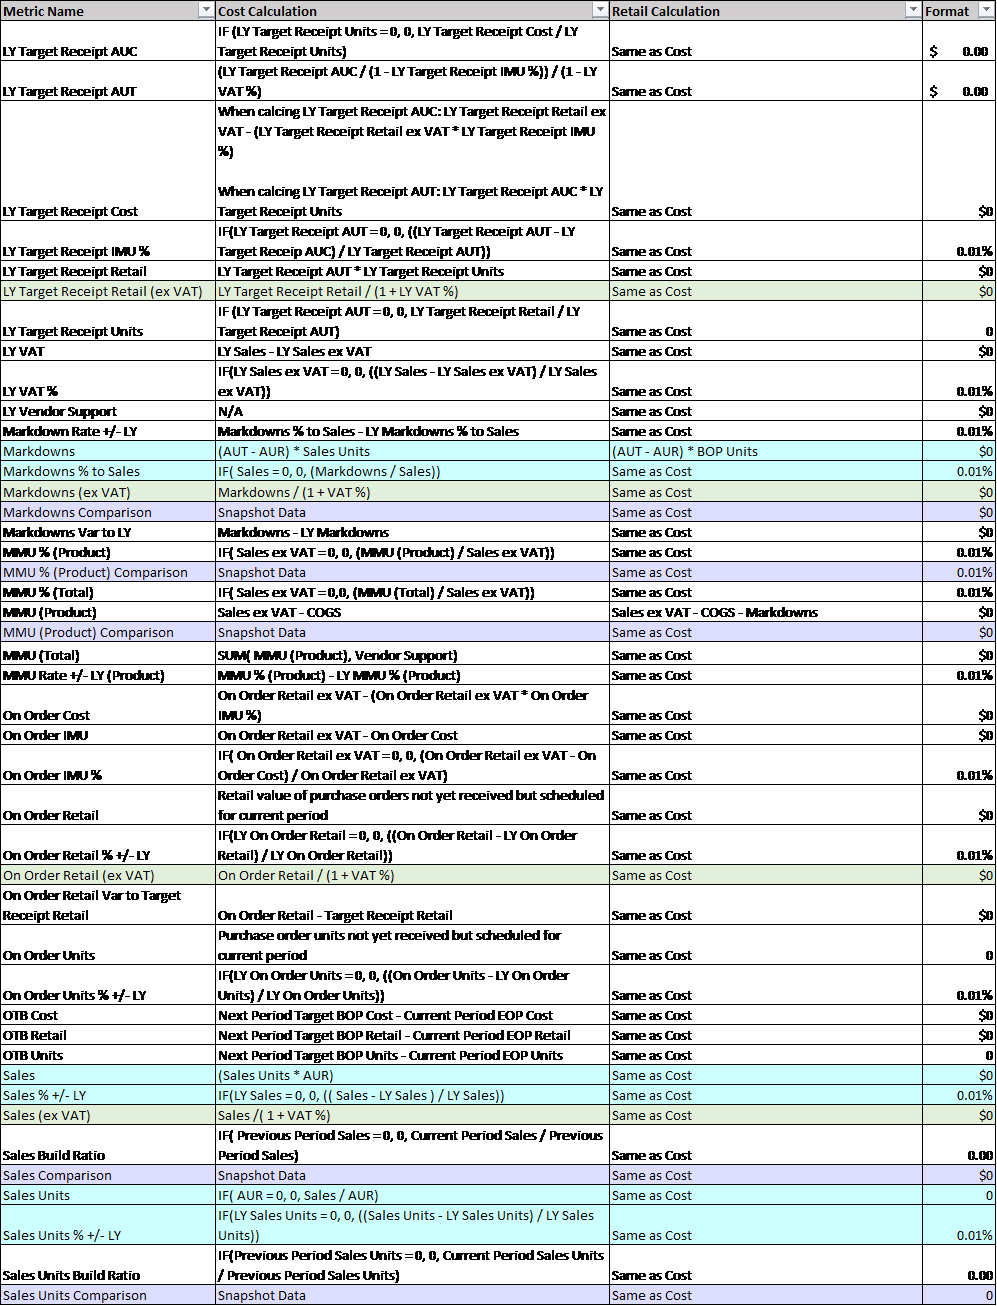 Metric Name Cost Calculation Retail Calculation Format
IF (LY Target Receipt Units = 0, 0, LY Target Receipt Cost / LY
LY Target Receipt AUC Target Receipt Units) Same as Cost $ 0.00
(LY Target Receipt AUC / (1 - LY Target Receipt IMU %)) / (1 - LY
LY Target Receipt AUT VAT %) Same as Cost $ 0.00
When calcing LY Target Receipt AUC: LY Target Receipt Retail ex
VAT - (LY Target Receipt Retail ex VAT * LY Target Receipt IMU
%)
When calcing LY Target Receipt AUT: LY Target Receipt AUC * LY
LY Target Receipt Cost Target Receipt Units Same as Cost $0
IF(LY Target Receipt AUT = 0, 0, ((LY Target Receipt AUT - LY
LY Target Receipt IMU % Target Receip AUC) / LY Target Receipt AUT)) Same as Cost 0.01%
LY Target Receipt Retail LY Target Receipt AUT * LY Target Receipt Units Same as Cost $0
LY Target Receipt Retail (ex VAT) LY Target Receipt Retail / (1 + LY VAT %) Same as Cost $0
IF (LY Target Receipt AUT = 0, 0, LY Target Receipt Retail / LY
LY Target Receipt Units Target Receipt AUT) Same as Cost 0
LY VAT LY Sales - LY Sales ex VAT Same as Cost $0
IF(LY Sales ex VAT = 0, 0, ((LY Sales - LY Sales ex VAT) / LY Sales
LY VAT % ex VAT)) Same as Cost 0.01%
LY Vendor Support N/A Same as Cost $0
Markdown Rate +/- LY Markdowns % to Sales - LY Markdowns % to Sales Same as Cost 0.01%
Markdowns (AUT - AUR) * Sales Units (AUT - AUR) * BOP Units $0
Markdowns % to Sales IF( Sales = 0, 0, (Markdowns / Sales)) Same as Cost 0.01%
Markdowns (ex VAT) Markdowns / (1 + VAT %) Same as Cost $0
Markdowns Comparison Snapshot Data Same as Cost $0
Markdowns Var to LY Markdowns - LY Markdowns Same as Cost $0
MMU % (Product) IF( Sales ex VAT = 0, 0, (MMU (Product) / Sales ex VAT)) Same as Cost 0.01%
MMU % (Product) Comparison Snapshot Data Same as Cost 0.01%
MMU % (Total) IF( Sales ex VAT = 0,0, (MMU (Total) / Sales ex VAT)) Same as Cost 0.01%
MMU (Product) Sales ex VAT - COGS Sales ex VAT - COGS - Markdowns $0
MMU (Product) Comparison Snapshot Data Same as Cost $0
MMU (Total) SUM( MMU (Product), Vendor Support) Same as Cost $0
MMU Rate +/- LY (Product) MMU % (Product) - LY MMU % (Product) Same as Cost 0.01%
On Order Retail ex VAT - (On Order Retail ex VAT * On Order
On Order Cost IMU %) Same as Cost $0
On Order IMU On Order Retail ex VAT - On Order Cost Same as Cost $0
IF( On Order Retail ex VAT = 0, 0, (On Order Retail ex VAT - On
On Order IMU % Order Cost) / On Order Retail ex VAT) Same as Cost 0.01%
Retail value of purchase orders not yet received but scheduled
On Order Retail for current period Same as Cost $0
IF(LY On Order Retail = 0, 0, ((On Order Retail - LY On Order
On Order Retail % +/- LY Retail) / LY On Order Retail)) Same as Cost 0.01%
On Order Retail (ex VAT) On Order Retail / (1 + VAT %) Same as Cost $0
On Order Retail Var to Target
Receipt Retail On Order Retail - Target Receipt Retail Same as Cost $0
Purchase order units not yet received but scheduled for
On Order Units current period Same as Cost 0
IF(LY On Order Units = 0, 0, ((On Order Units - LY On Order
On Order Units % +/- LY Units) / LY On Order Units)) Same as Cost 0.01%
OTB Cost Next Period Target BOP Cost - Current Period EOP Cost Same as Cost $0
OTB Retail Next Period Target BOP Retail - Current Period EOP Retail Same as Cost $0
OTB Units Next Period Target BOP Units - Current Period EOP Units Same as Cost 0
Sales (Sales Units * AUR) Same as Cost $0
Sales % +/- LY IF(LY Sales = 0, 0, (( Sales - LY Sales ) / LY Sales)) Same as Cost 0.01%
Sales (ex VAT) Sales /( 1 + VAT %) Same as Cost $0
IF( Previous Period Sales = 0, 0, Current Period Sales / Previous
Sales Build Ratio Period Sales) Same as Cost 0.00
Sales Comparison Snapshot Data Same as Cost $0
Sales Units IF( AUR = 0, 0, Sales / AUR) Same as Cost 0
IF(LY Sales Units = 0, 0, ((Sales Units - LY Sales Units) / LY Sales
Sales Units % +/- LY Units)) Same as Cost 0.01%
IF(Previous Period Sales Units = 0, 0, Current Period Sales Units
Sales Units Build Ratio / Previous Period Sales Units) Same as Cost 0.00
Sales Units Comparison Snapshot Data Same as Cost 0